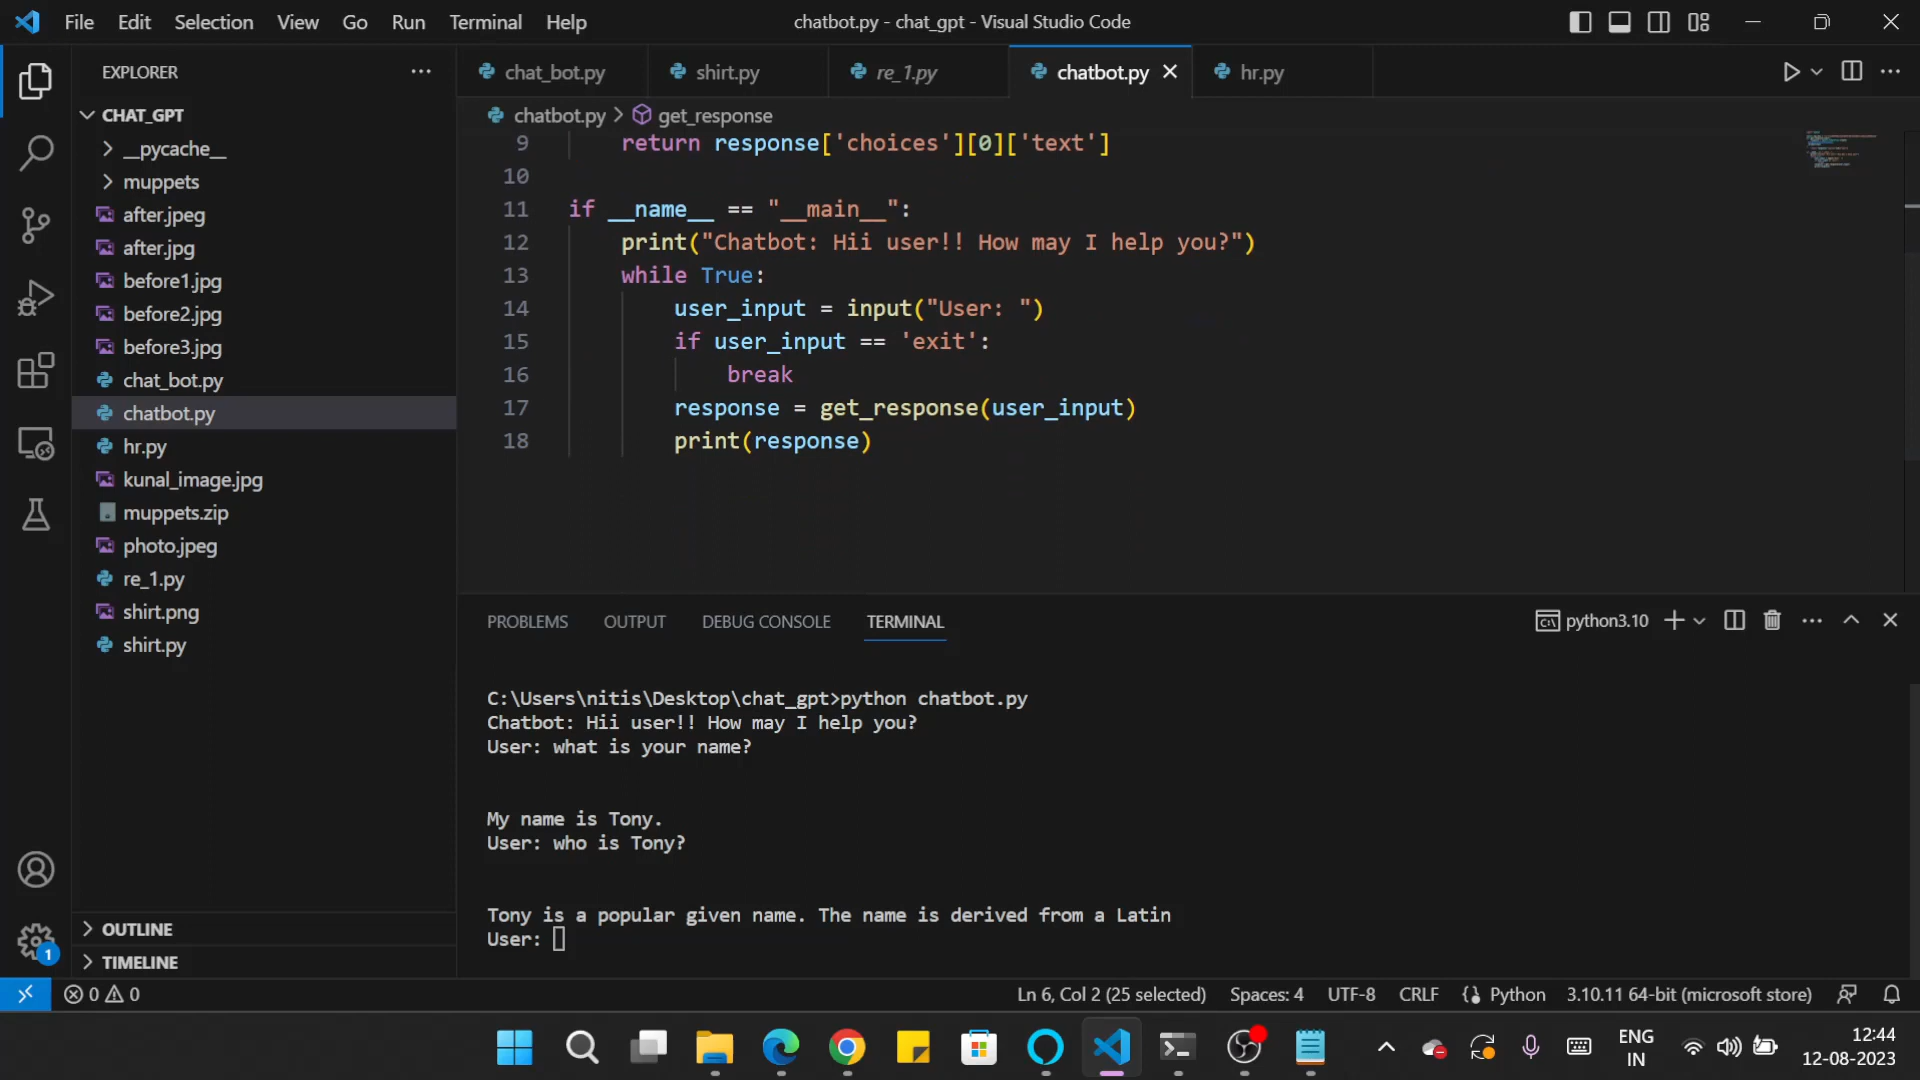 File Edit Selection View Go Run Terminal Help
chatbot.py - chat_gpt - Visual Studio Code
EXPLORER
CHAT_GPT
__pycache__
muppets
after.jpeg
after.jpg
before1.jpg
before2.jpg
before3.jpg
chat_bot.py
chatbot.py
hr.py
kunal_image.jpg
muppets.zip
photo.jpeg
re_1.py
shirt.png
shirt.py
OUTLINE
TIMELINE
chat_bot.py shirt.py re_1.py chatbot.py hr.py
chatbot.py > get_response
9 return response['choices'][0]['text']
10
11 if __name__ == "__main__":
12 print("Chatbot: Hii user!! How may I help you?")
13 while True:
14 user_input = input("User: ")
15 if user_input == 'exit':
16 break
17 response = get_response(user_input)
18 print(response)
PROBLEMS OUTPUT DEBUG CONSOLE TERMINAL
python3.10
C:\Users\nitis\Desktop\chat_gpt>python chatbot.py
Chatbot: Hii user!! How may I help you?
User: what is your name?
My name is Tony.
User: who is Tony?
Tony is a popular given name. The name is derived from a Latin
User:
1
0 0
Ln 6, Col 2 (25 selected) Spaces: 4 UTF-8 CRLF Python 3.10.11 64-bit (microsoft store)
ENG
IN
12:44
12-08-2023